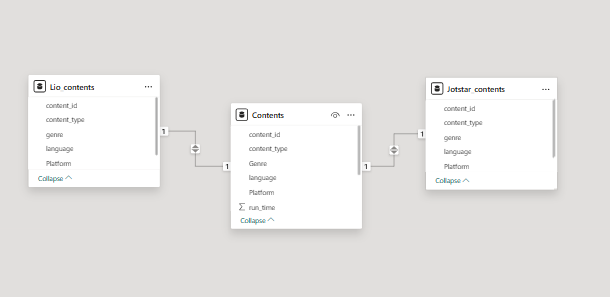 Lio_contents
content_id
content_type
genre
language
Platform
Collapse
1
1
Contents
content_id
content_type
Genre
language
Platform
Σ run_time
Collapse
1
1
Jotstar_contents
content_id
content_type
genre
language
Platform
Collapse